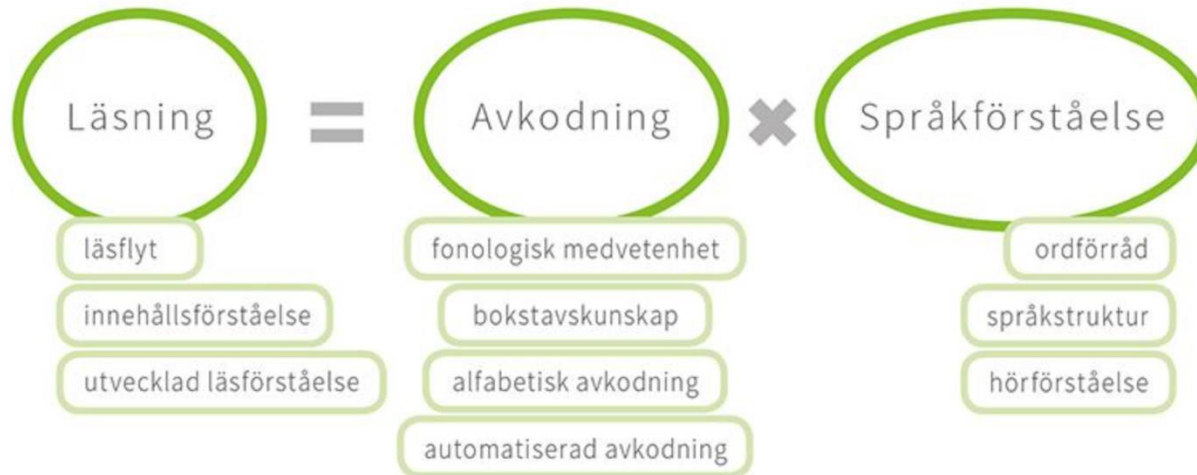 Läsning = Avkodning ✖ Språkförståelse
läsflyt
innehållsförståelse
utvecklad läsförståelse
fonologisk medvetenhet
bokstavskunskap
alfabetisk avkodning
automatiserad avkodning
ordförråd
språkstruktur
hörförståelse